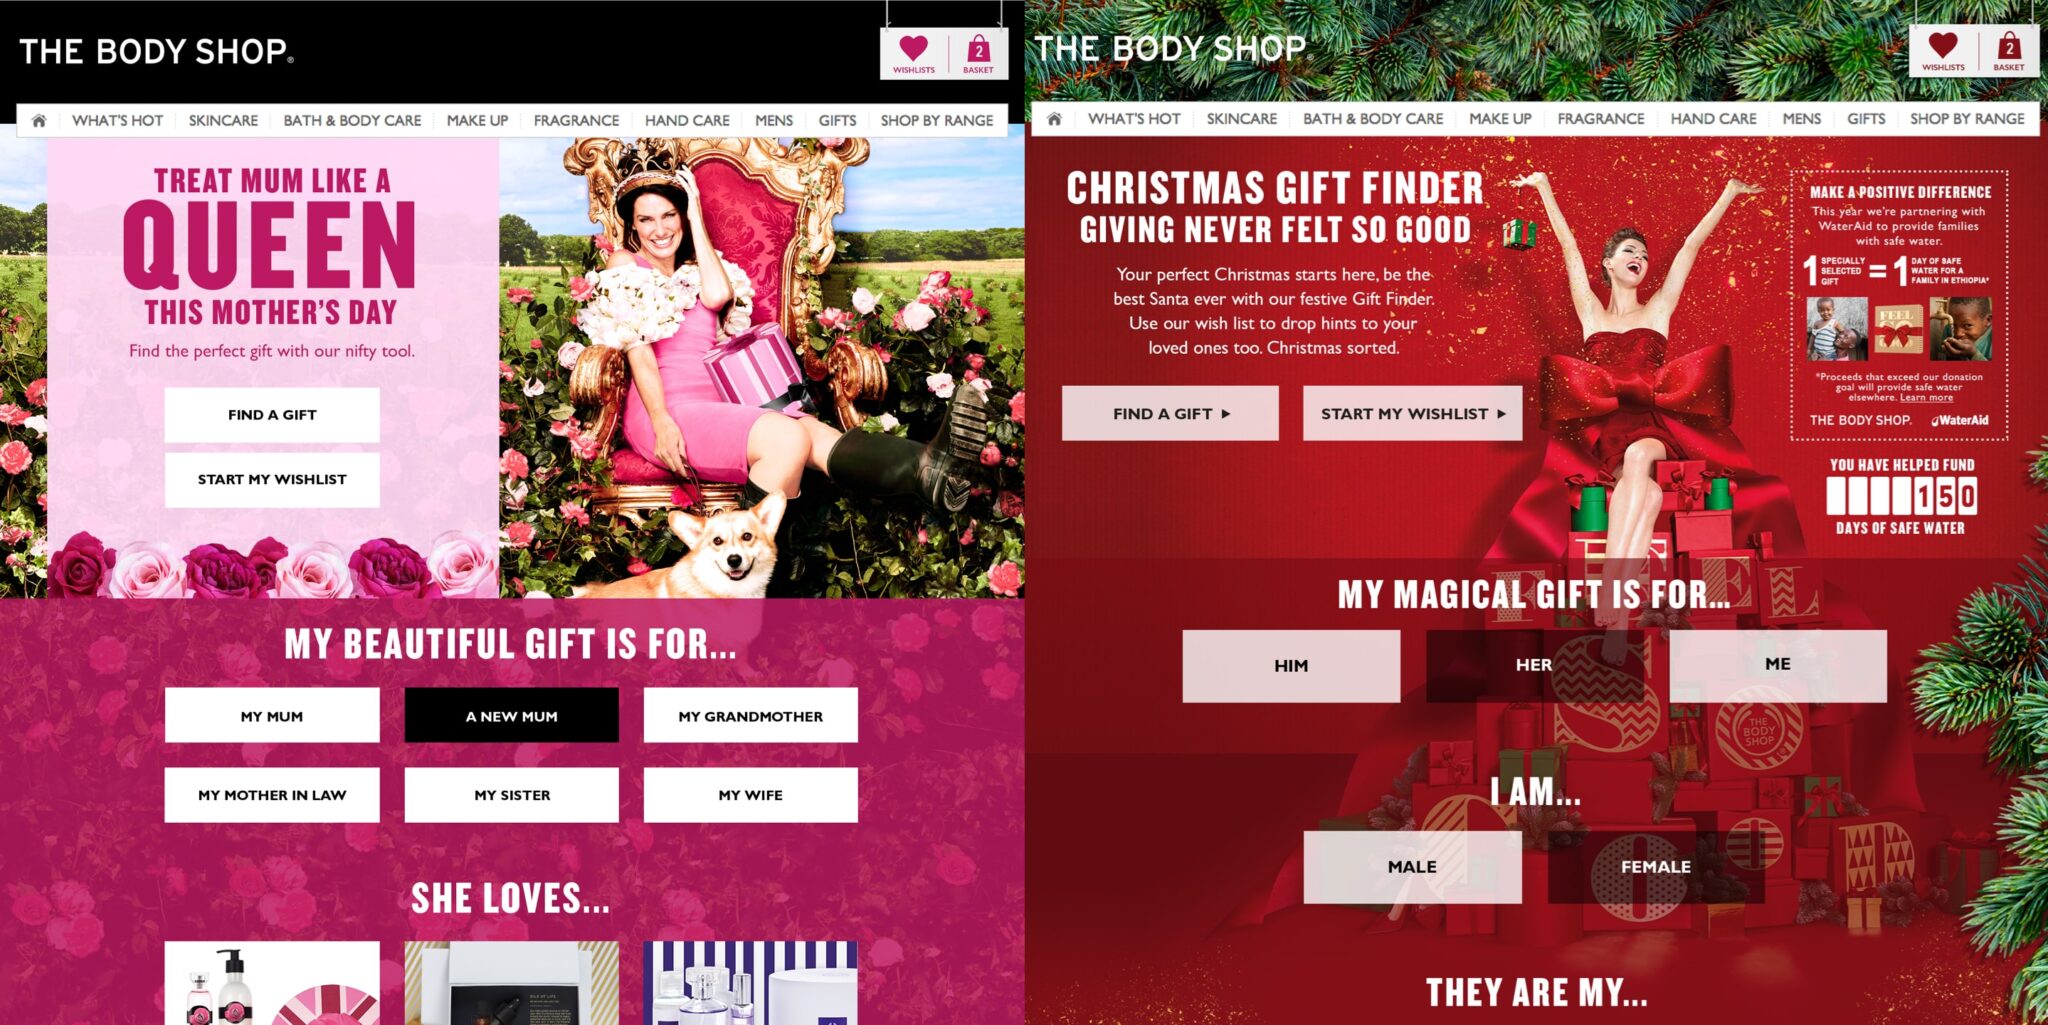 THE BODY SHOP®
WISHLISTS
2
BASKET
WHAT'S HOT
SKINCARE
BATH & BODY CARE
MAKE UP
FRAGRANCE
HAND CARE
MENS
GIFTS
SHOP BY RANGE
TREAT MUM LIKE A
QUEEN
THIS MOTHER'S DAY
Find the perfect gift with our nifty tool.
FIND A GIFT
START MY WISHLIST
MY BEAUTIFUL GIFT IS FOR...
MY MUM
A NEW MUM
MY GRANDMOTHER
MY MOTHER IN LAW
MY SISTER
MY WIFE
SHE LOVES...
THE BODY SHOP®
WISHLISTS
2
BASKET
WHAT'S HOT
SKINCARE
BATH & BODY CARE
MAKE UP
FRAGRANCE
HAND CARE
MENS
GIFTS
SHOP BY RANGE
CHRISTMAS GIFT FINDER
GIVING NEVER FELT SO GOOD
Your perfect Christmas starts here, be the
best Santa ever with our festive Gift Finder.
Use our wish list to drop hints to your
loved ones too. Christmas sorted.
FIND A GIFT ▶
START MY WISHLIST ▶
MAKE A POSITIVE DIFFERENCE
This year we're partnering with
WaterAid to provide families
with safe water.
1 SPECIALLY SELECTED GIFT = 1 DAY OF SAFE WATER FOR A FAMILY IN ETHIOPIA*
FEEL
*Proceeds that exceed our donation
goal will provide safe water
elsewhere. Learn more
THE BODY SHOP.
WaterAid
YOU HAVE HELPED FUND
150
DAYS OF SAFE WATER
FEEL
MY MAGICAL GIFT IS FOR...
HIM
HER
ME
S
THE
BODY
SHOP
I AM...
MALE
FEMALE
THEY ARE MY...